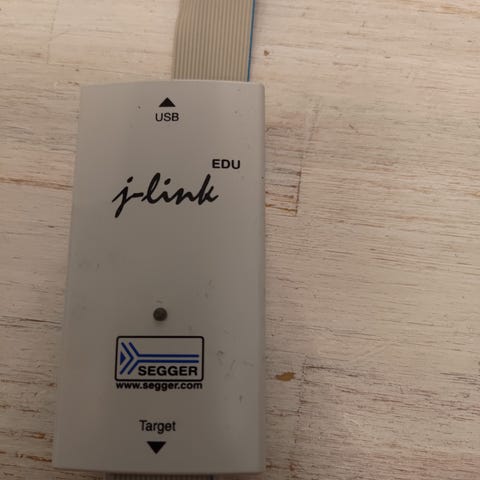 USB
EDU
j-link
SEGGER
www.segger.com
Target